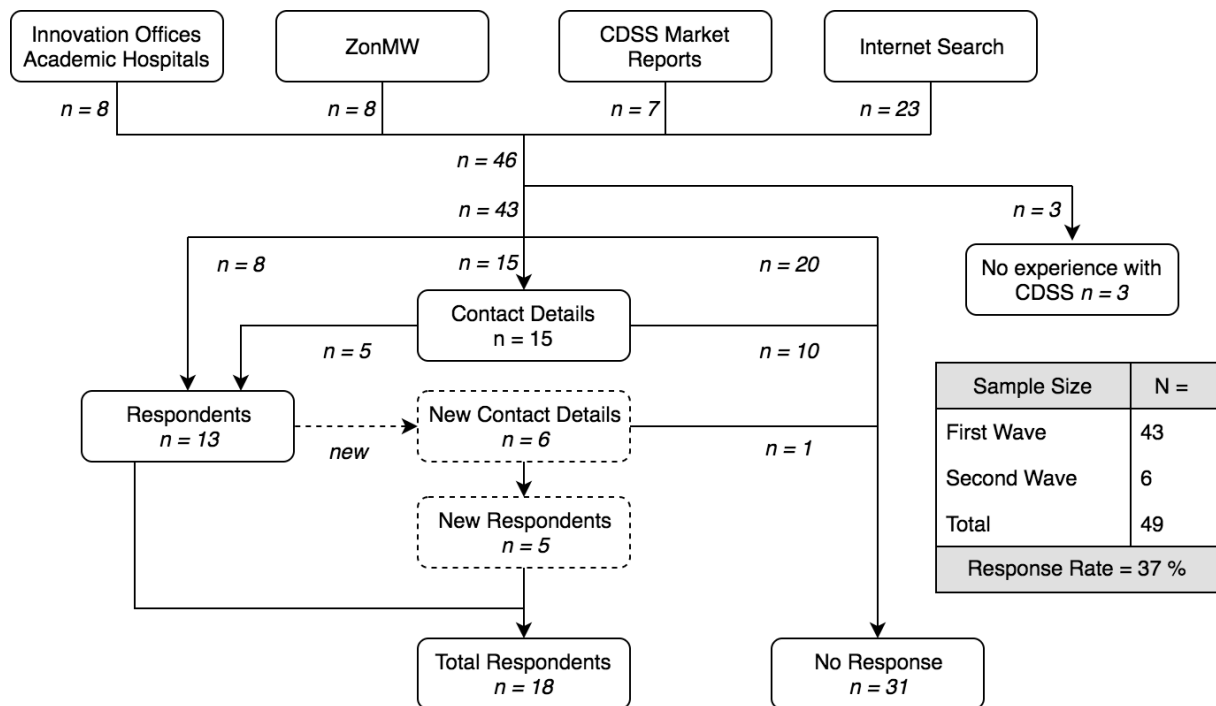 Innovation Offices
Academic Hospitals
ZonMW
CDSS Market
Reports
Internet Search
n = 8
n = 8
n = 7
n = 23
n = 46
n = 43
n = 3
n = 8
n = 15
n = 20
No experience with
CDSS n = 3
Contact Details
n = 15
n = 5
n = 10
Respondents
n = 13
new
New Contact Details
n = 6
n = 1
New Respondents
n = 5
Total Respondents
n = 18
No Response
n = 31
Sample Size N =
First Wave 43
Second Wave 6
Total 49
Response Rate = 37 %